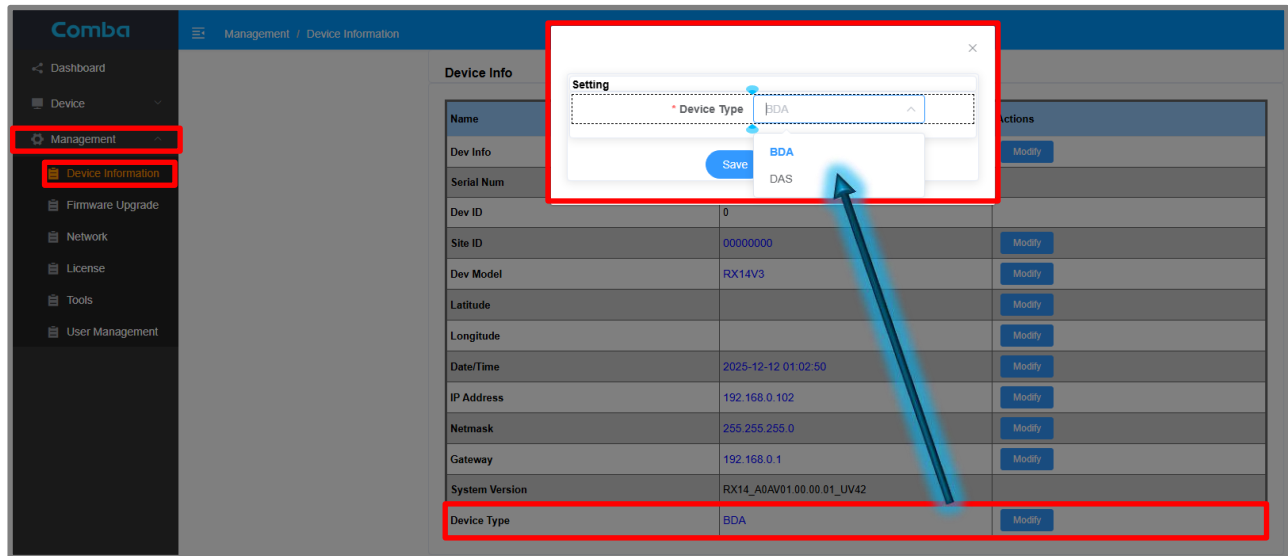 Comba
Management / Device Information
Dashboard
Device
Management
Device Information
Firmware Upgrade
Network
License
Tools
User Management
Device Info
Name
Actions
Dev Info
Modify
Serial Num
Dev ID
0
Site ID
00000000
Modify
Dev Model
RX14V3
Modify
Latitude
Modify
Longitude
Modify
Date/Time
2025-12-12 01:02:50
Modify
IP Address
192.168.0.102
Modify
Netmask
255.255.255.0
Modify
Gateway
192.168.0.1
Modify
System Version
RX14_A0AV01.00.00.01_UV42
Device Type
BDA
Modify
Setting
* Device Type
BDA
BDA
DAS
Save